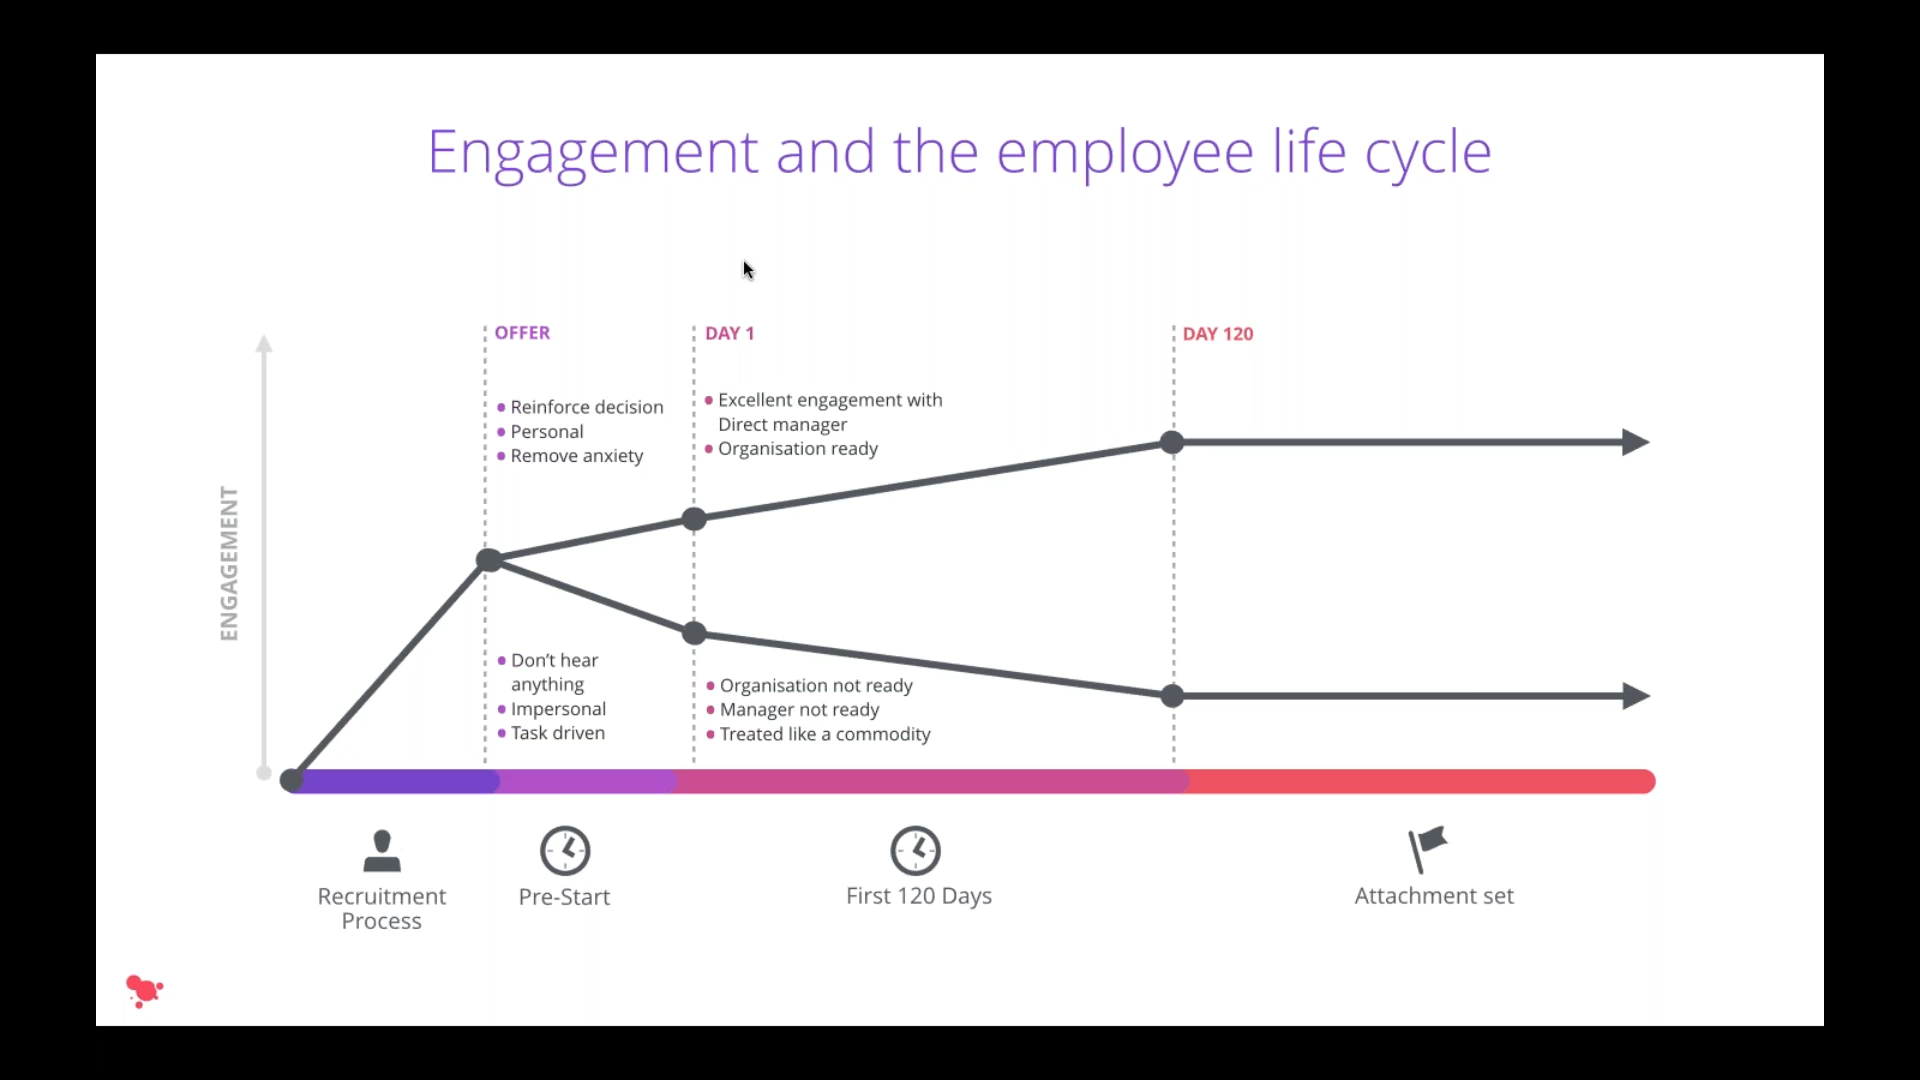 Engagement and the employee life cycle
OFFER
DAY 1
DAY 120
Reinforce decision
Personal
Remove anxiety
Excellent engagement with
Direct manager
Organisation ready
ENGAGEMENT
Don't hear
anything
Impersonal
Task driven
Organisation not ready
Manager not ready
Treated like a commodity
Recruitment
Process
Pre-Start
First 120 Days
Attachment set